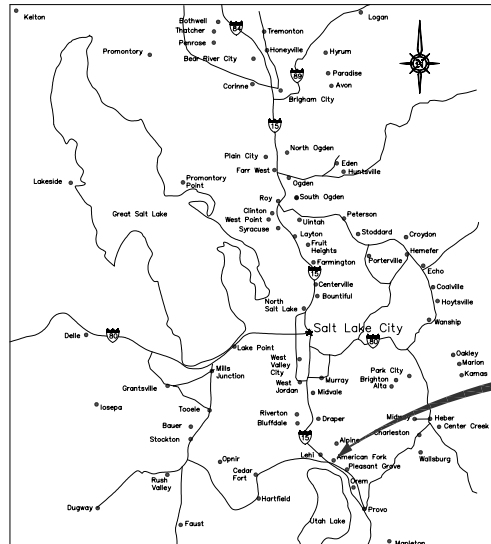 Kelton
Bothwell
Thatcher
Penrose
84
Tremonton
Logan
Honeyville
Promontory
Bear River City
Hyrum
89
Paradise
Avon
Corinne
Brigham City
15
North Ogden
Plain City
Eden
Huntsville
Farr West
Ogden
Lakeside
Promontory
Point
South Ogden
Roy
Great Salt Lake
Clinton
West Point
Syracuse
Uintah
Peterson
Layton
Stoddard
Croydon
Fruit
Heights
Hemefer
Porterville
Farmington
Echo
15
Centerville
Coalville
Bountiful
Hoytsville
North
Salt Lake
Wanship
Salt Lake City
80
Delle
80
Lake Point
West
Valley
City
Oakley
Marion
Kamas
Mills
Junction
Park City
Brighton
Alta
Grantsville
West
Jordan
Murray
Midvale
Iosepa
Tooele
Riverton
Bluffdale
Draper
Midway
Heber
Center Creek
Bauer
Stockton
15
Alpine
Charleston
Lehi
American Fork
Wallsburg
Opnir
Pleasant Grove
Rush
Valley
Cedar
Fort
Orem
Dugway
Hartfield
Provo
Faust
Utah Lake
Mapleton